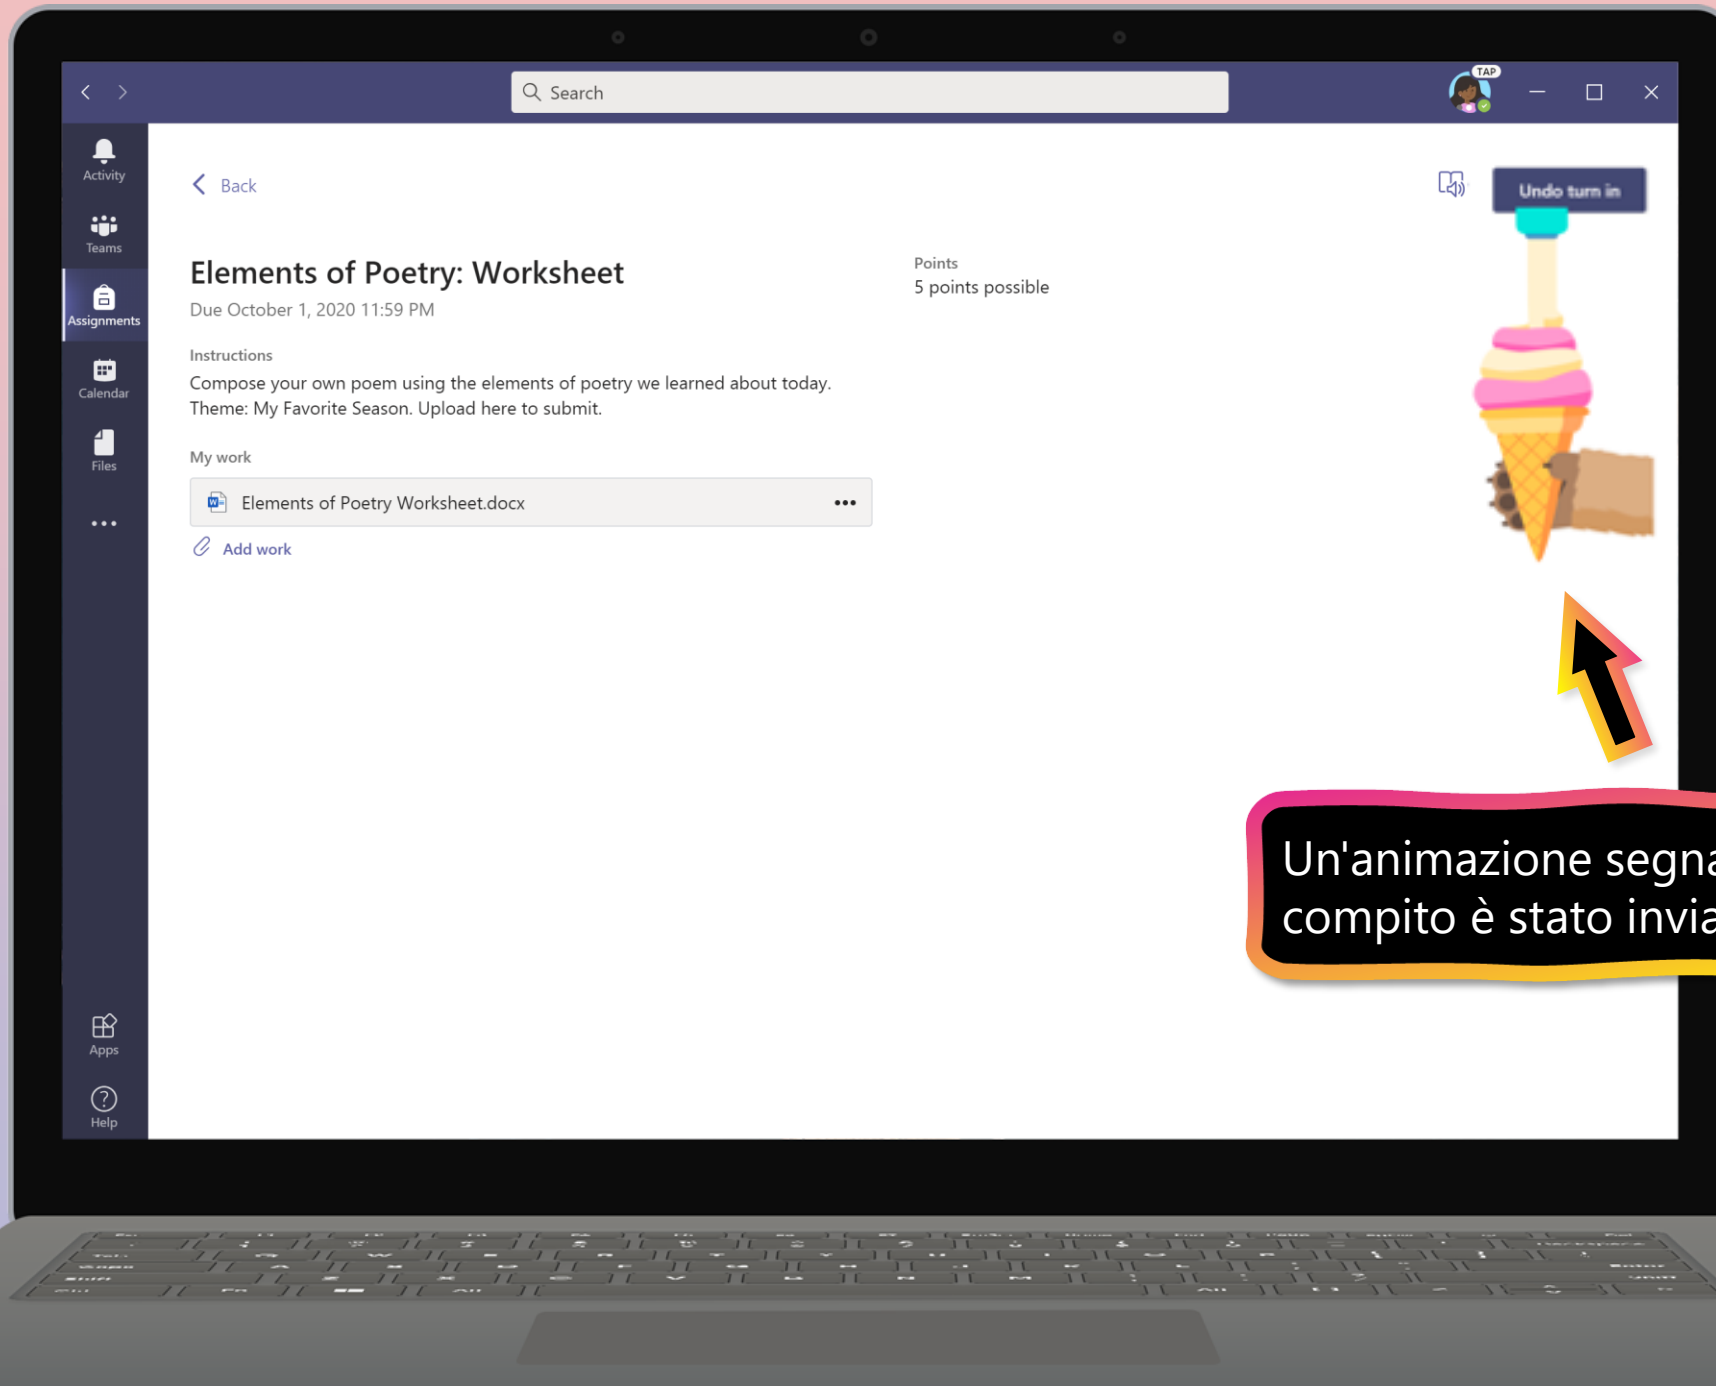 Search
TAP
Activity
Teams
Assignments
Calendar
Files
Apps
Help
Back
Undo turn in
Elements of Poetry: Worksheet
Due October 1, 2020 11:59 PM
Points
5 points possible
Instructions
Compose your own poem using the elements of poetry we learned about today.
Theme: My Favorite Season. Upload here to submit.
My work
Elements of Poetry Worksheet.docx
Add work
Un'animazione segna
compito è stato invia